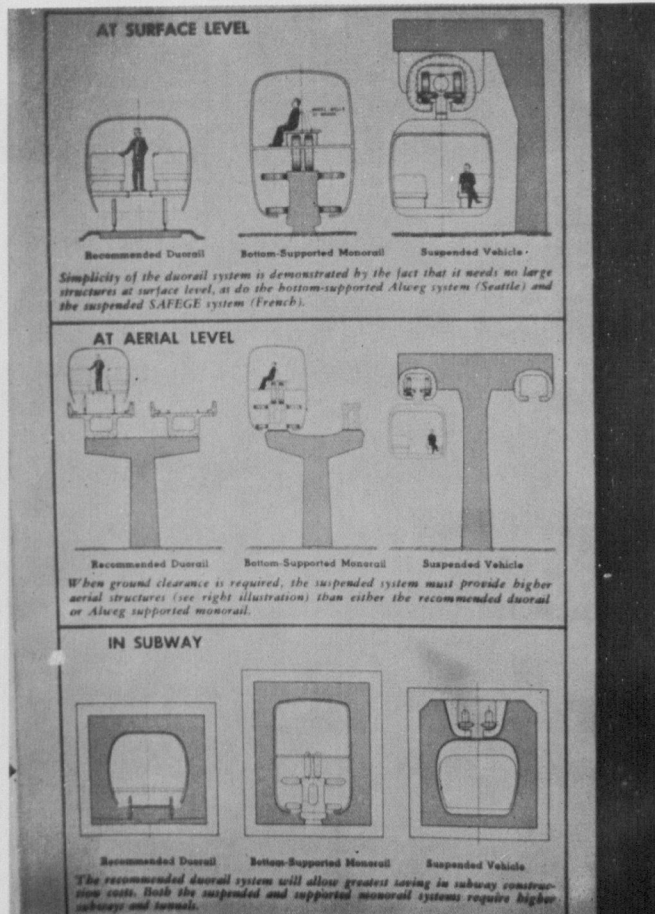 AT SURFACE LEVEL
Recommended Duorail Bottom-Supported Monorail Suspended Vehicle
Simplicity of the duorail system is demonstrated by the fact that it needs no large
structures at surface level, as do the bottom-supported Alweg system (Seattle) and
the suspended SAFEGE system (French).
AT AERIAL LEVEL
Recommended Duorail Bottom-Supported Monorail Suspended Vehicle
When ground clearance is required, the suspended system must provide higher
aerial structures (see right illustration) than either the recommended duorail
or Alweg supported monorail.
IN SUBWAY
Recommended Duorail Bottom-Supported Monorail Suspended Vehicle
The recommended duorail system will allow greatest saving in subway construc-
tion costs. Both the suspended and supported monorail systems require higher
subways and tunnels.